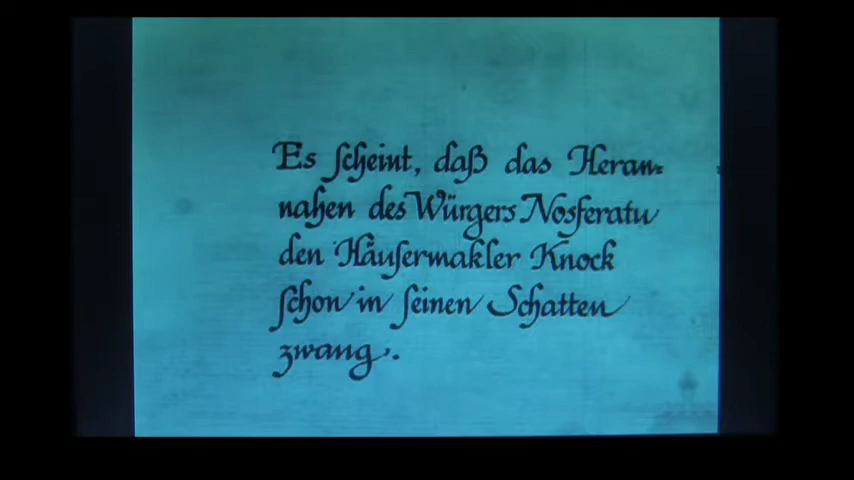 Es scheint, daß das Heran-
nahen des Würgers Nosferatu
den Häusermakler Knock
schon in seinen Schatten
zwang.